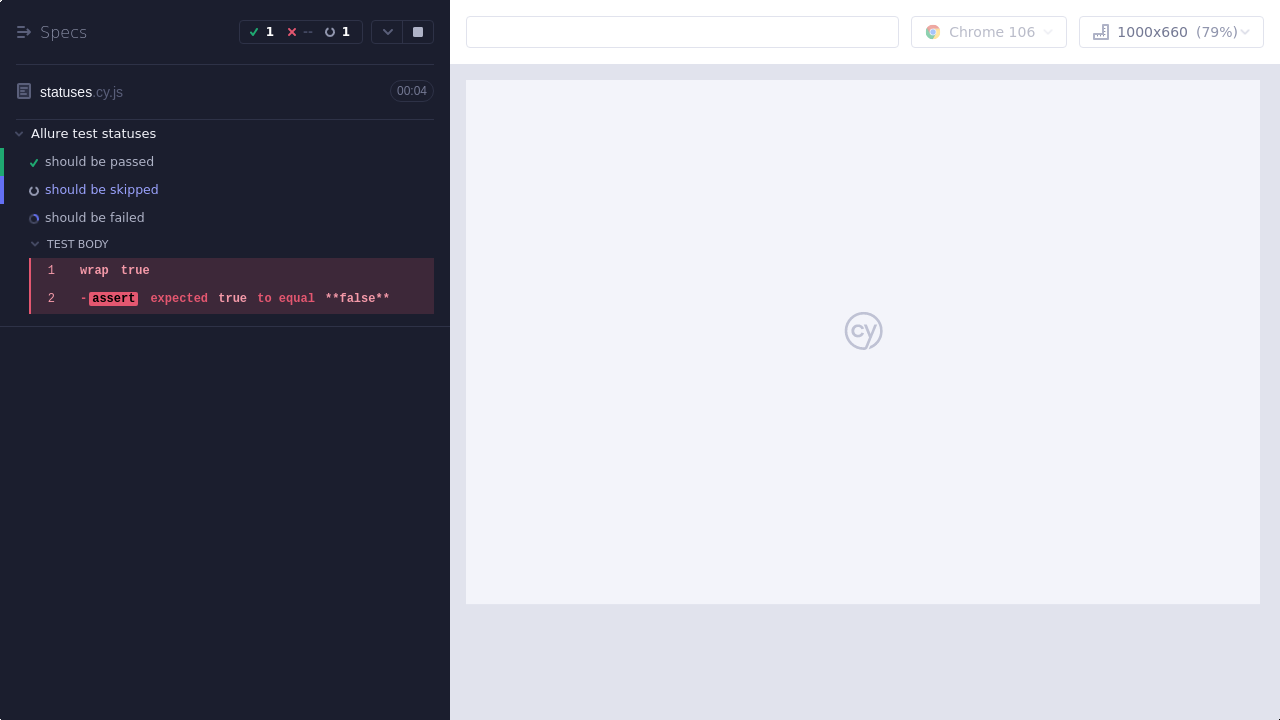 Specs 1 -- 1
statuses.cy.js 00:04
Allure test statuses
should be passed
should be skipped
should be failed
TEST BODY
1 wrap true
2 -assert expected true to equal **false**
Chrome 106
1000x660 (79%)
cy